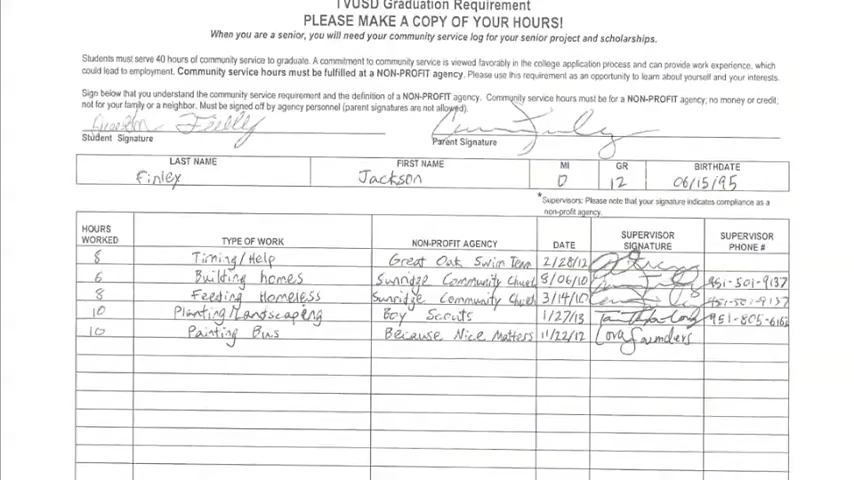 TVUSD Graduation Requirement
PLEASE MAKE A COPY OF YOUR HOURS!
When you are a senior, you will need your community service log for your senior project and scholarships.
Students must serve 40 hours of community service to graduate. A commitment to community service is viewed favorably in the college application process and can provide work experience, which
could lead to employment. Community service hours must be fulfilled at a NON-PROFIT agency. Please use this requirement as an opportunity to learn about yourself and your interests.
Sign below that you understand the community service requirement and the definition of a NON-PROFIT agency. Community service hours must be for a NON-PROFIT agency; no money or credit;
not for your family or a neighbor. Must be signed off by agency personnel (parent signatures are not allowed).
Student Signature Parent Signature
LAST NAME FIRST NAME MI GR BIRTHDATE
Finley Jackson D 12 06/15/95
*Supervisors: Please note that your signature indicates compliance as a
non-profit agency.
HOURS WORKED TYPE OF WORK NON-PROFIT AGENCY DATE SUPERVISOR SIGNATURE SUPERVISOR PHONE #
8 Timing/Help Great Oak Swim Team 2/28/12
6 Building homes Sunridge Community Church 8/06/10 951-501-9137
8 Feeding Homeless Sunridge Community Church 3/14/10 951-501-9137
10 Planting/Landscaping Boy Scouts 1/27/13 951-805-6162
10 Painting Bus Because Nice Matters 11/22/12 Cora Saunders